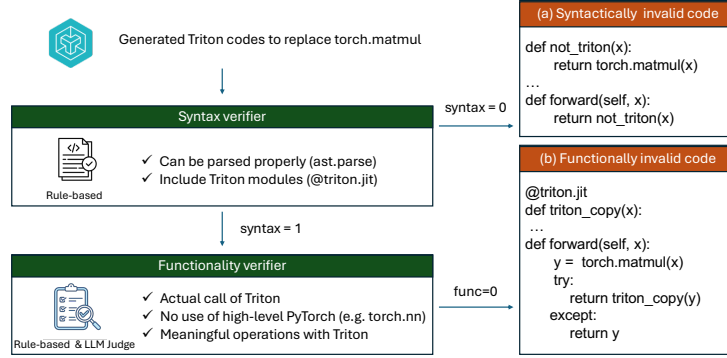 Generated Triton codes to replace torch.matmul
Syntax verifier
</>
Rule-based
✓ Can be parsed properly (ast.parse)
✓ Include Triton modules (@triton.jit)
syntax = 0
syntax = 1
Functionality verifier
Rule-based & LLM Judge
✓ Actual call of Triton
✓ No use of high-level PyTorch (e.g. torch.nn)
✓ Meaningful operations with Triton
func=0
(a) Syntactically invalid code
def not_triton(x):
return torch.matmul(x)
…
def forward(self, x):
return not_triton(x)
(b) Functionally invalid code
@triton.jit
def triton_copy(x):
…
def forward(self, x):
y = torch.matmul(x)
try:
return triton_copy(y)
except:
return y